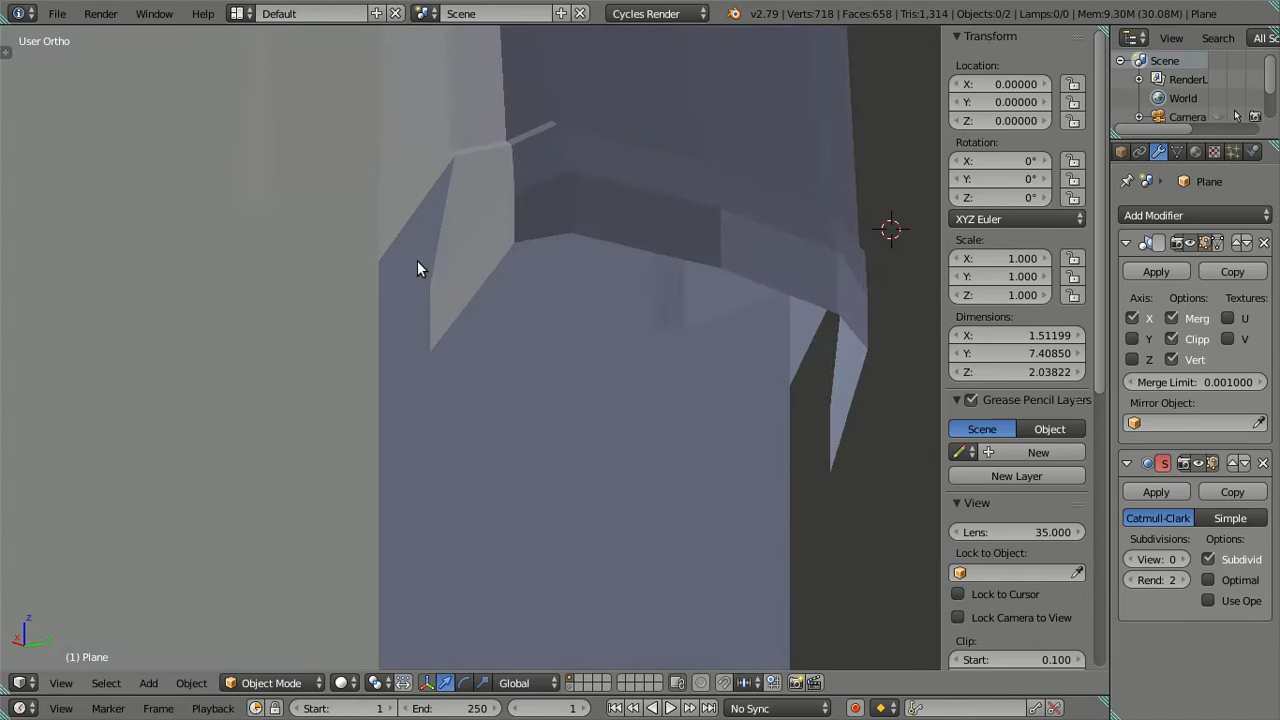 File Render Window Help Default Scene Cycles Render v2.79 | Verts:718 | Faces:658 | Tris:1,314 | Objects:0/2 | Lamps:0/0 | Mem:9.30M (30.08M) | Plane
User Ortho
Transform
Location:
X: 0.00000
Y: 0.00000
Z: 0.00000
Rotation:
X: 0°
Y: 0°
Z: 0°
XYZ Euler
Scale:
X: 1.000
Y: 1.000
Z: 1.000
Dimensions:
X: 1.51199
Y: 7.40850
Z: 2.03822
Grease Pencil Layers
Scene Object
New
New Layer
View
Lens: 35.000
Lock to Object:
Lock to Cursor
Lock Camera to View
Clip:
Start: 0.100
View Search All Sc
Scene
RenderL
World
Camera
Plane
Add Modifier
Apply Copy
Axis: Options: Textures:
X Merg U
Y Clipp V
Z Vert
Merge Limit: 0.001000
Mirror Object:
S
Apply Copy
Catmull-Clark Simple
Subdivisions: Options:
View: 0 Subdivid
Rend: 2 Optimal
Use Ope
z
x y
(1) Plane
View Select Add Object Object Mode Global
View Marker Frame Playback Start: 1 End: 250 1 No Sync